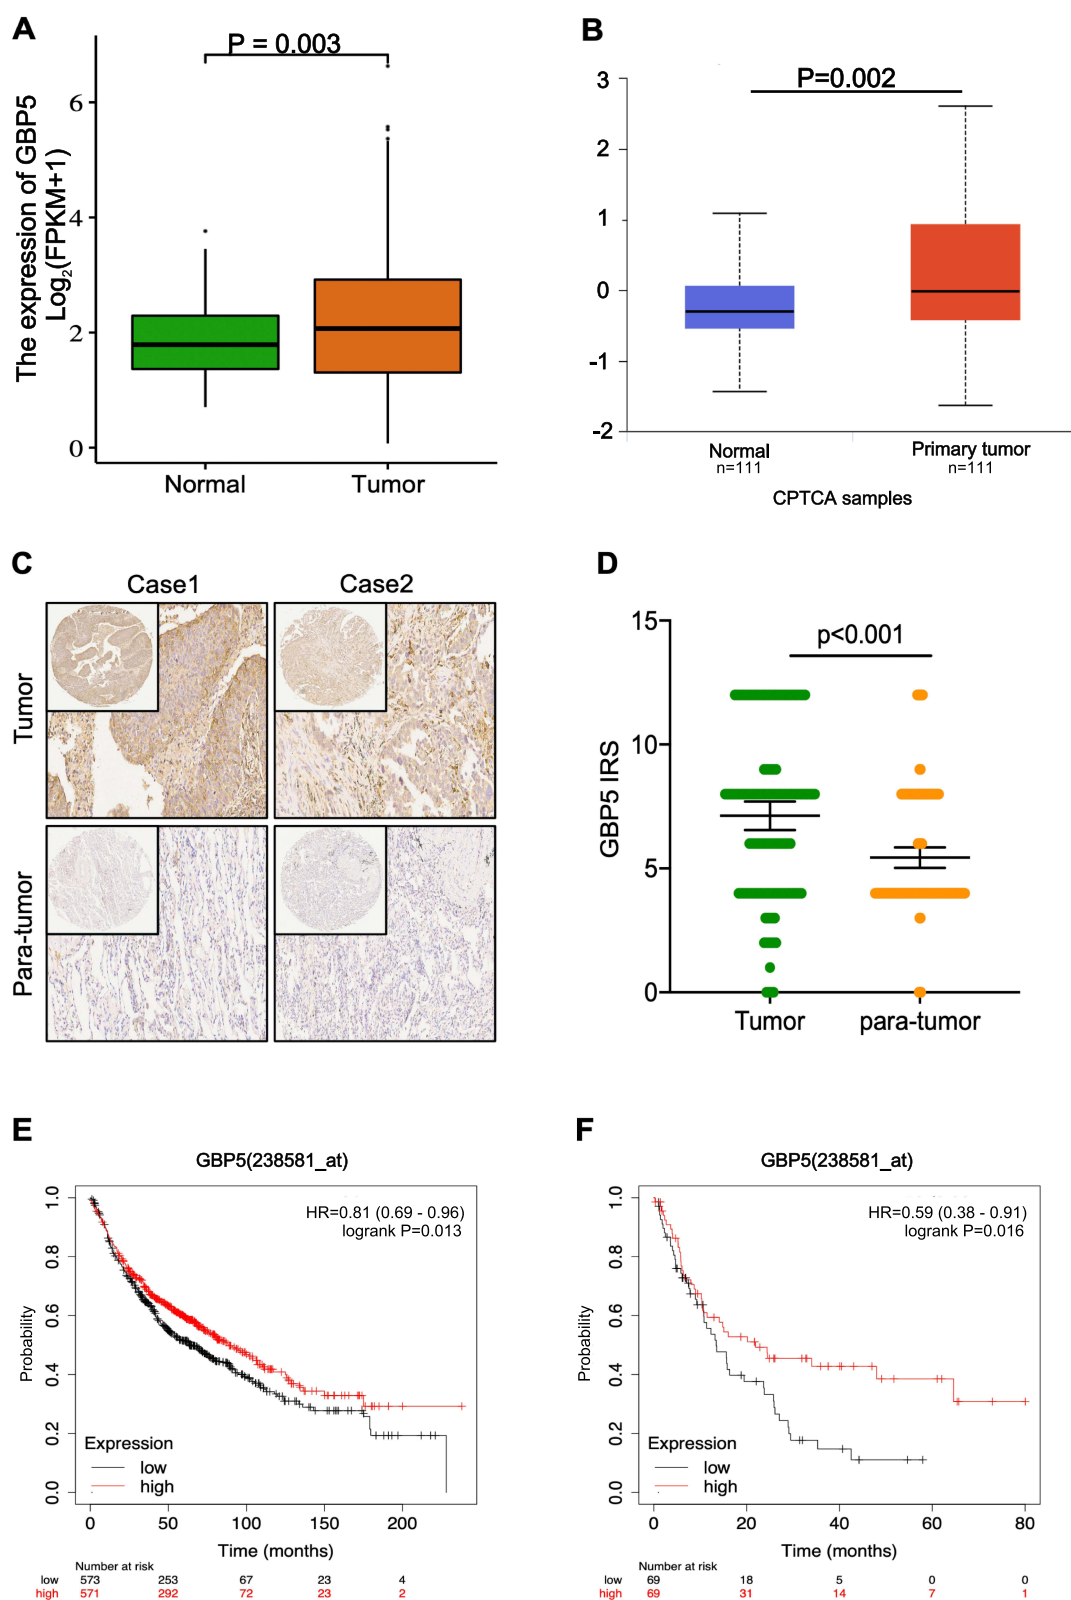 A
P = 0.003
The expression of GBP5
Log2(FPKM+1)
6
4
2
0
Normal
Tumor
B
P=0.002
3
2
1
0
-1
-2
Normal
n=111
Primary tumor
n=111
CPTCA samples
C
Case1
Case2
Tumor
Para-tumor
D
p<0.001
GBP5 IRS
15
10
5
0
Tumor
para-tumor
E
GBP5(238581_at)
HR=0.81 (0.69 - 0.96)
logrank P=0.013
Probability
1.0
0.8
0.6
0.4
0.2
0.0
Expression
low
high
0 50 100 150 200
Time (months)
Number at risk
low 573 253 67 23 4
high 571 292 72 23 2
F
GBP5(238581_at)
HR=0.59 (0.38 - 0.91)
logrank P=0.016
Probability
1.0
0.8
0.6
0.4
0.2
0.0
Expression
low
high
0 20 40 60 80
Time (months)
Number at risk
low 69 18 5 0 0
high 69 31 14 7 1